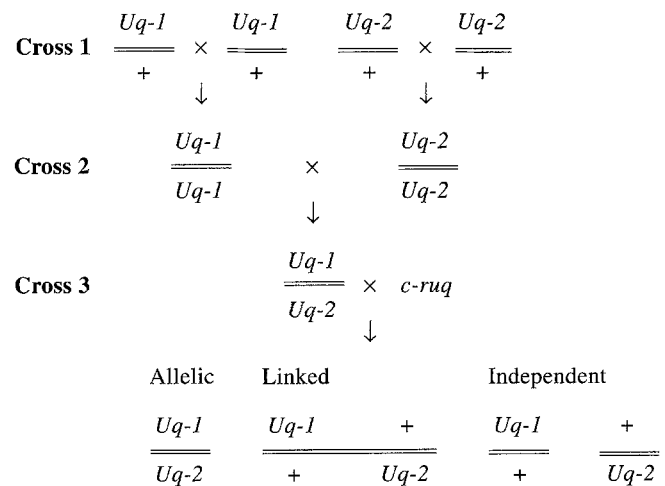 Uq-1 Uq-1 Uq-2 Uq-2
Cross 1 × ×
+ + + +
↓ ↓
Uq-1 Uq-2
Cross 2 ×
Uq-1 Uq-2
↓
Uq-1
Cross 3 × c-ruq
Uq-2
↓
Allelic Linked Independent
Uq-1 Uq-1 + Uq-1 +
Uq-2 + Uq-2 + Uq-2